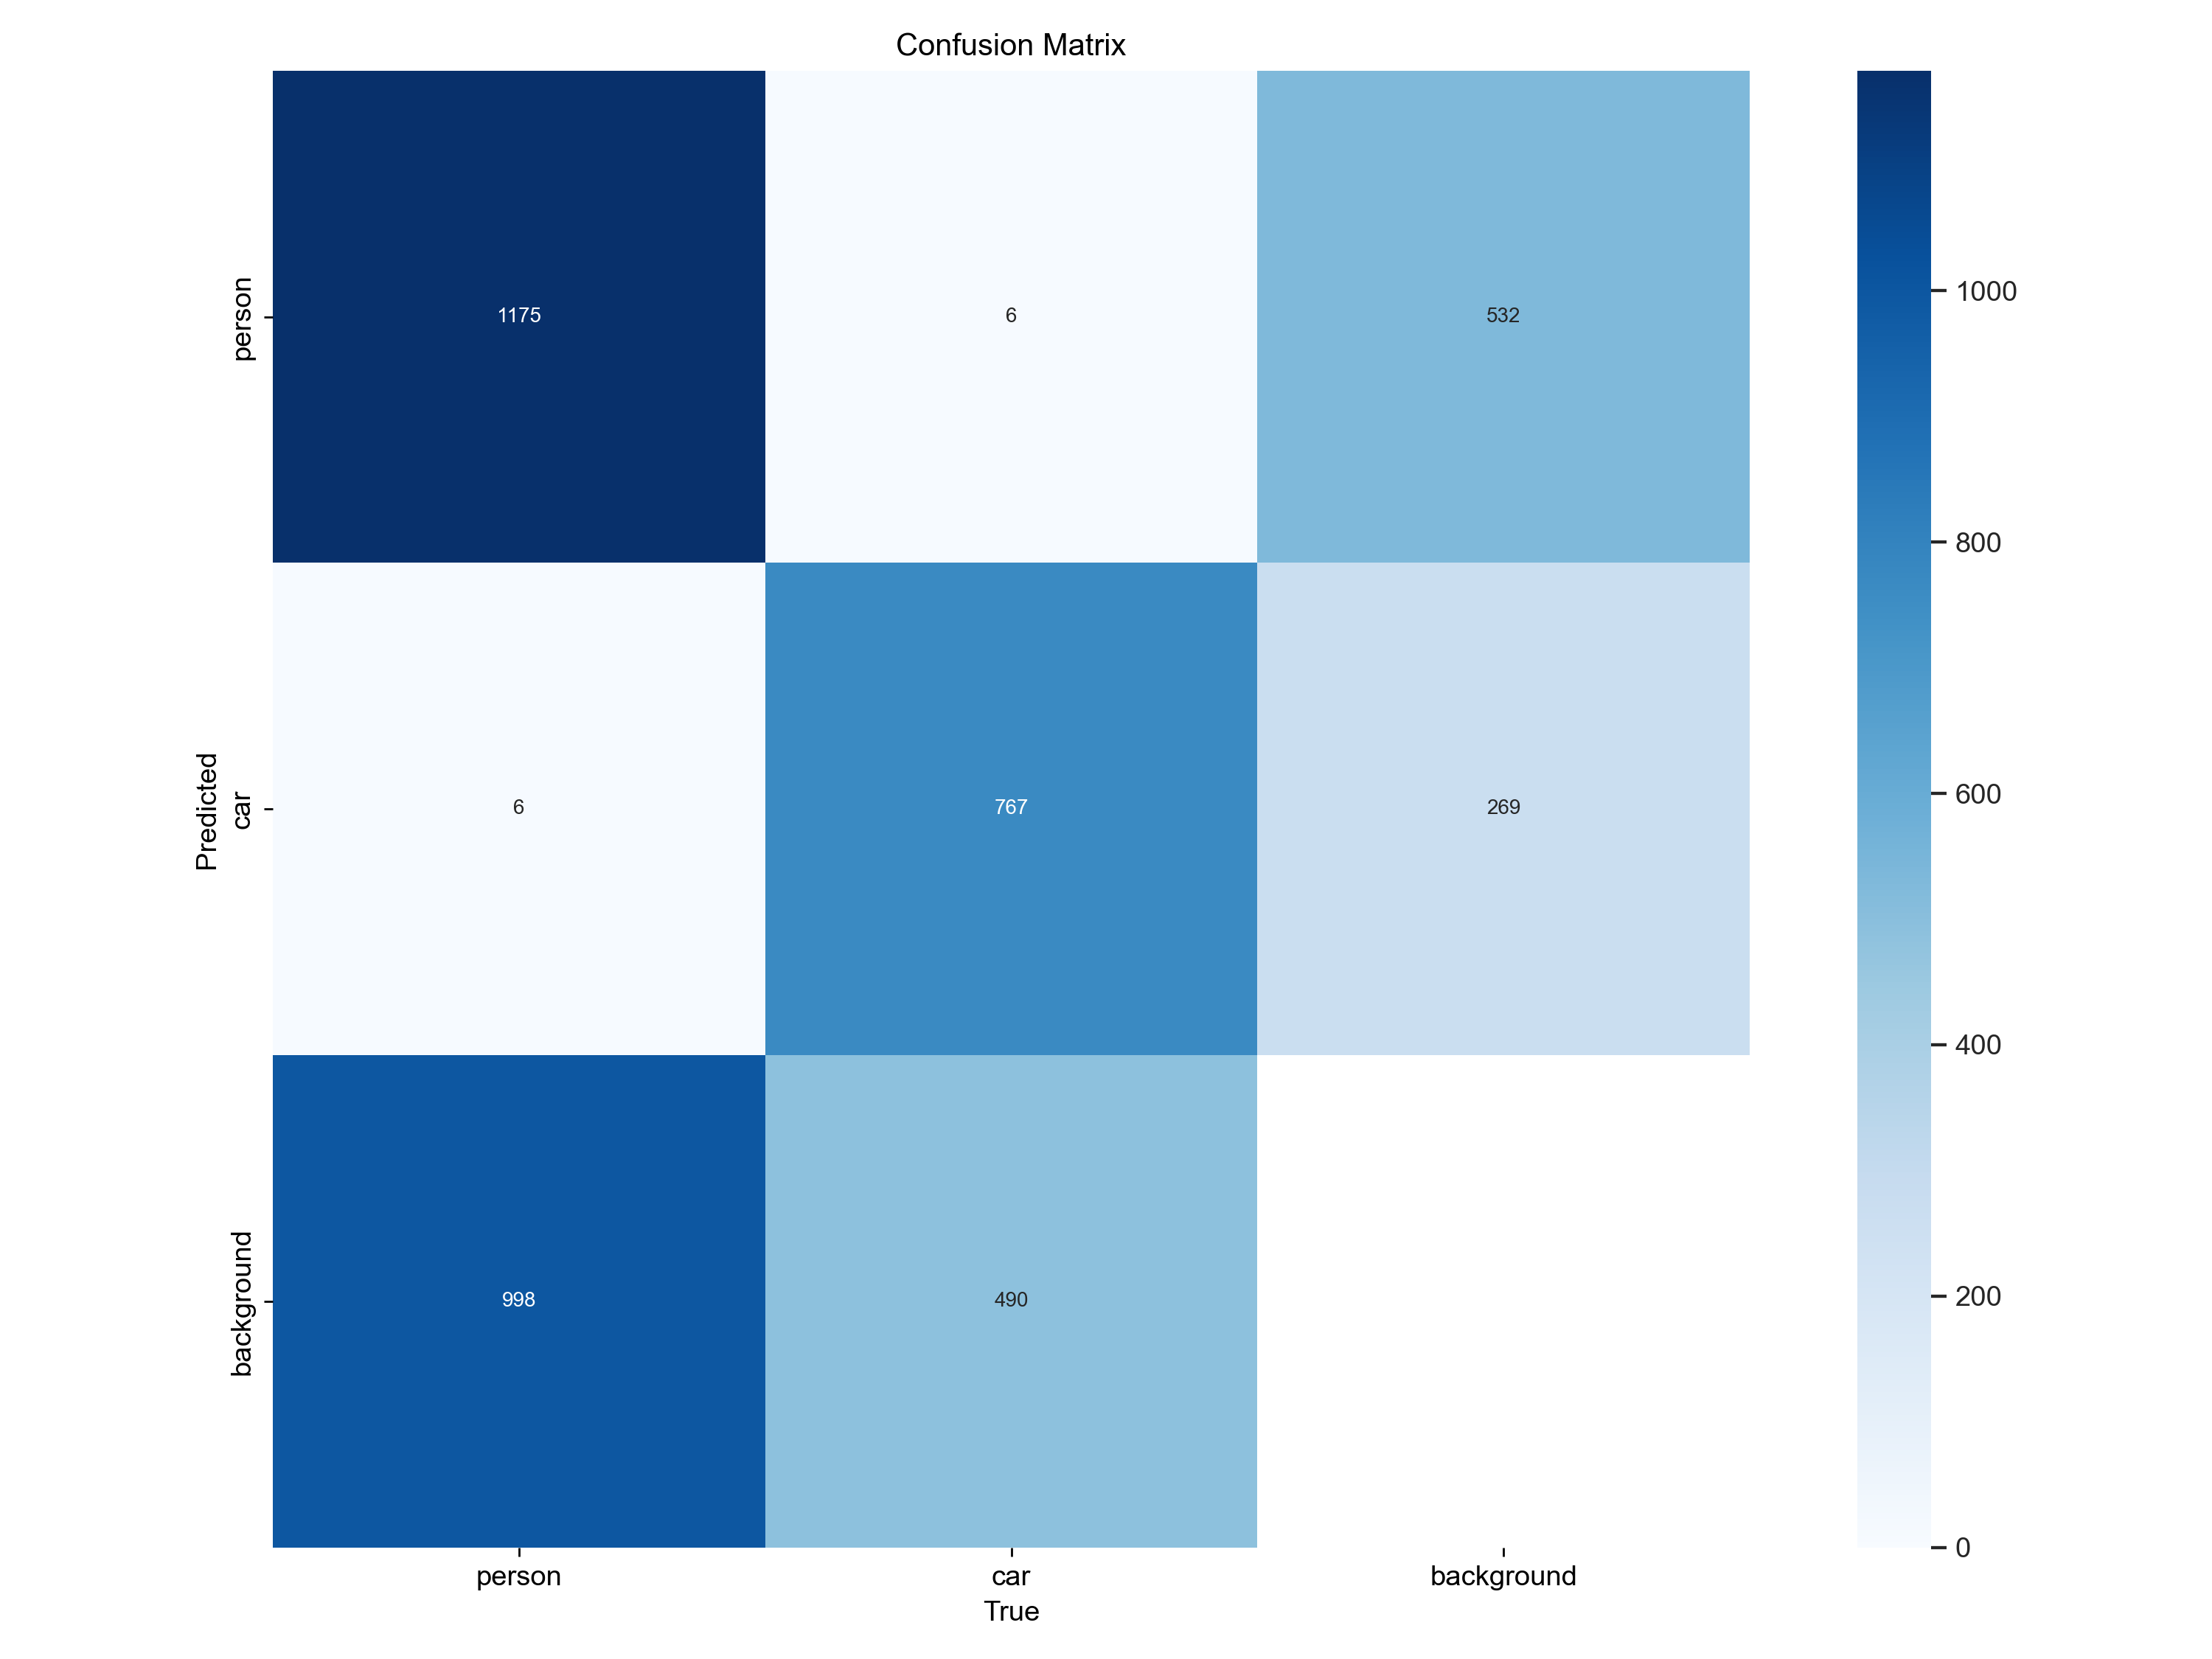 Confusion Matrix
person
1175
6
532
1000
800
Predicted
car
6
767
269
600
400
background
998
490
200
0
person
car
background
True